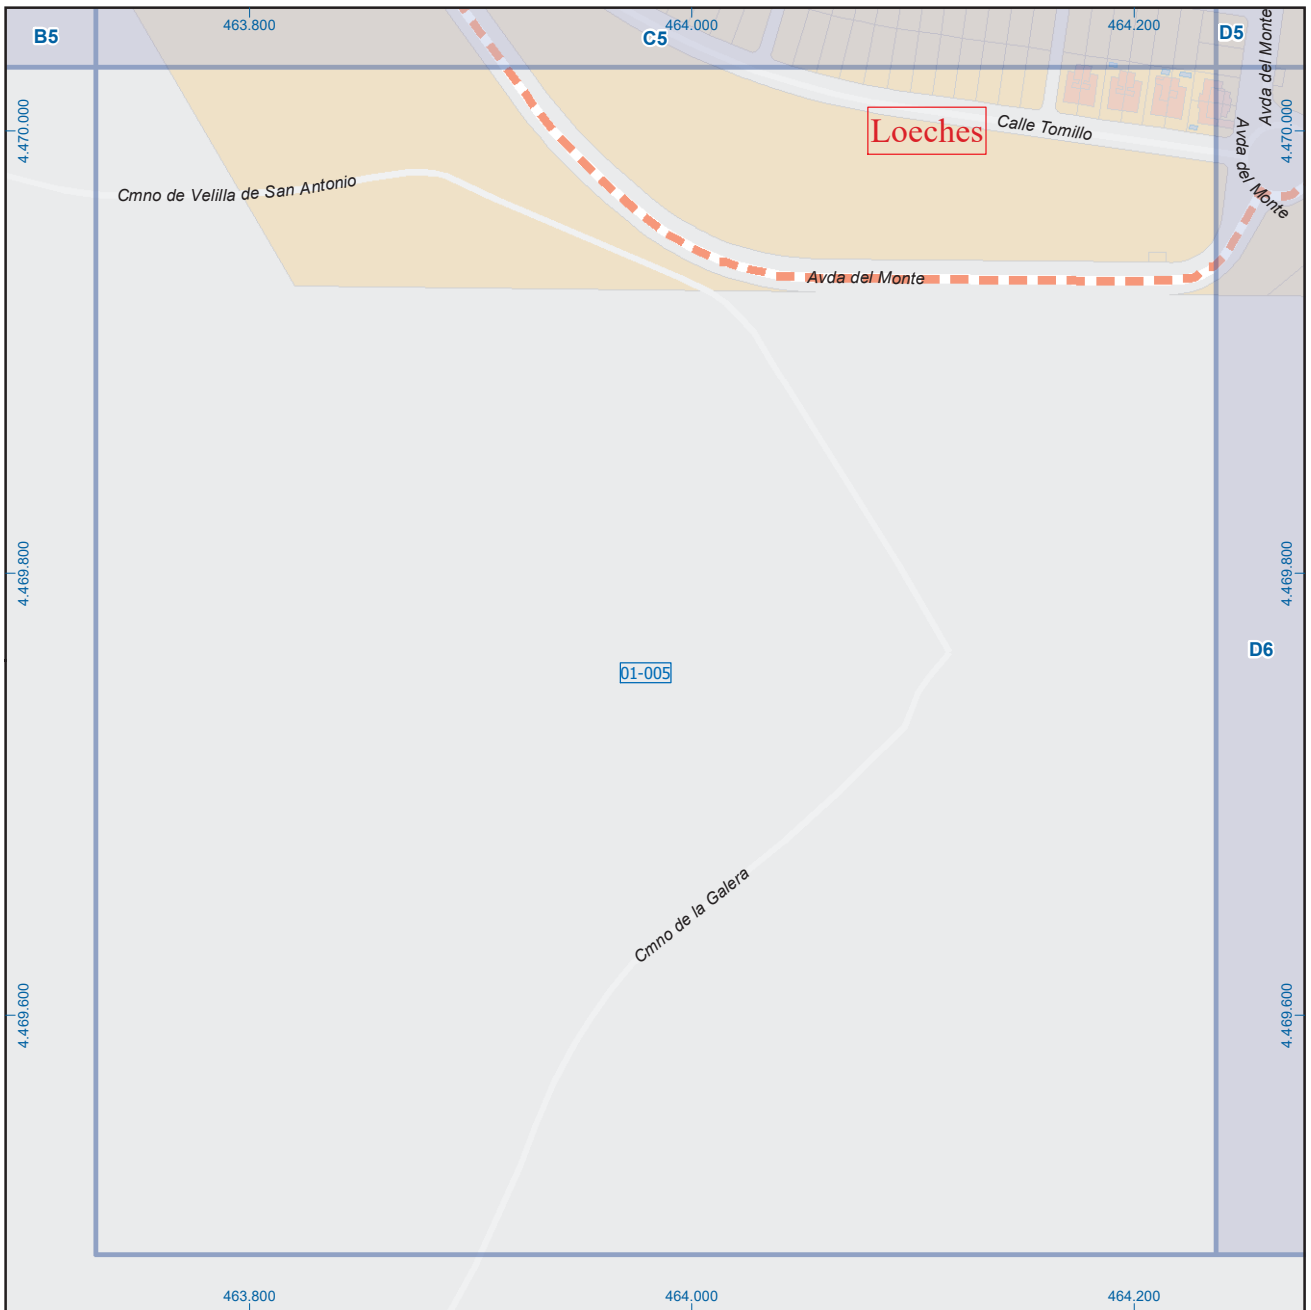 463.800
464.000
464.200
B5
C5
D5
Avda del Monte
4.470.000
Loeches
Calle Tomillo
Avda del Monte
4.470.000
Cmno de Velilla de San Antonio
Avda del Monte
4.469.800
4.469.800
D6
01-005
Cmno de la Galera
4.469.600
4.469.600
463.800
464.000
464.200